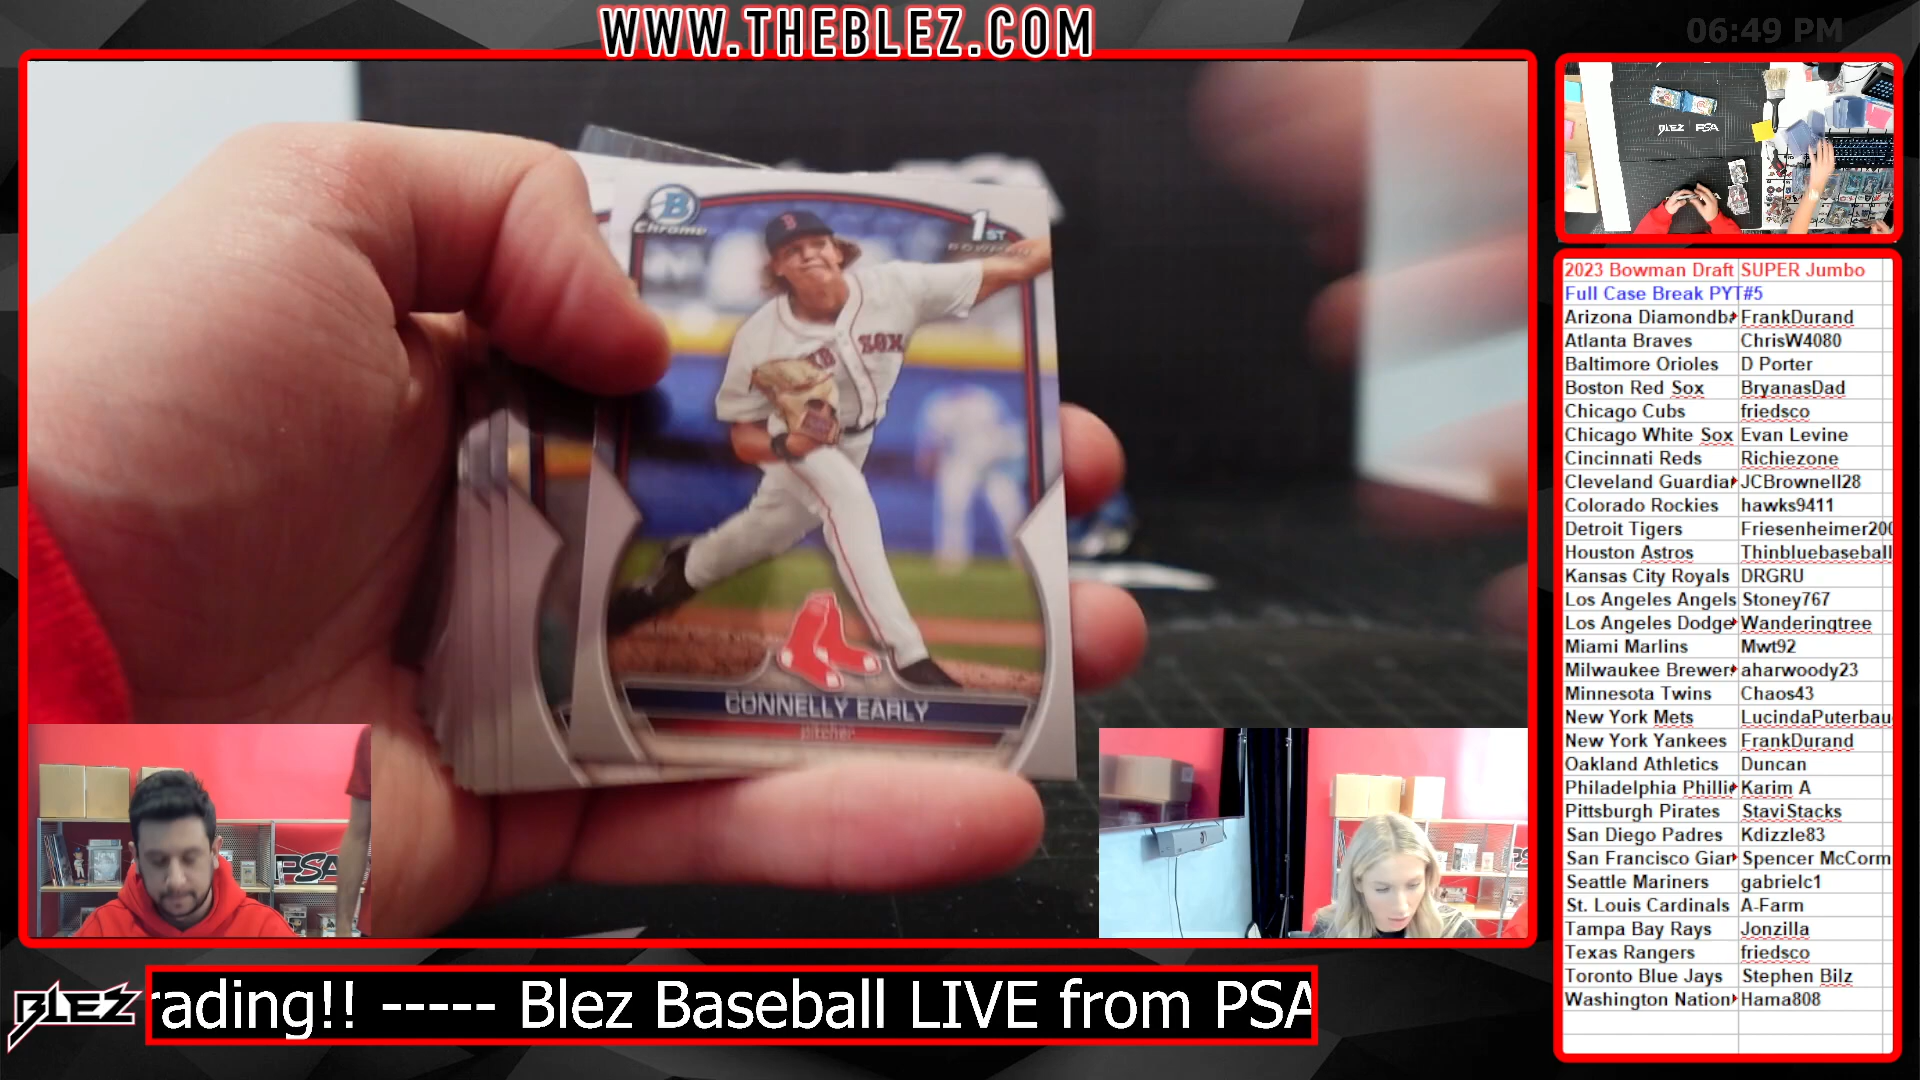 WWW.THEBLEZ.COM
06:49 PM
B
Chrome
1ST
BOWMAN
B
SOX
CONNELLY EARLY
pitcher
BLEZ PSA
2023 Bowman Draft SUPER Jumbo
Full Case Break PYT#5
Arizona Diamondba FrankDurand
Atlanta Braves ChrisW4080
Baltimore Orioles D Porter
Boston Red Sox BryanasDad
Chicago Cubs friedsco
Chicago White Sox Evan Levine
Cincinnati Reds Richiezone
Cleveland Guardia JCBrownell28
Colorado Rockies hawks9411
Detroit Tigers Friesenheimer200
Houston Astros Thinbluebaseball
Kansas City Royals DRGRU
Los Angeles Angels Stoney767
Los Angeles Dodge Wanderingtree
Miami Marlins Mwt92
Milwaukee Brewer aharwoody23
Minnesota Twins Chaos43
New York Mets LucindaPuterbau
New York Yankees FrankDurand
Oakland Athletics Duncan
Philadelphia Phillie Karim A
Pittsburgh Pirates StaviStacks
San Diego Padres Kdizzle83
San Francisco Gian Spencer McCorm
Seattle Mariners gabrielc1
St. Louis Cardinals A-Farm
Tampa Bay Rays Jonzilla
Texas Rangers friedsco
Toronto Blue Jays Stephen Bilz
Washington Nation Hama808
PSA
BLEZ
rading!! ----- Blez Baseball LIVE from PSA